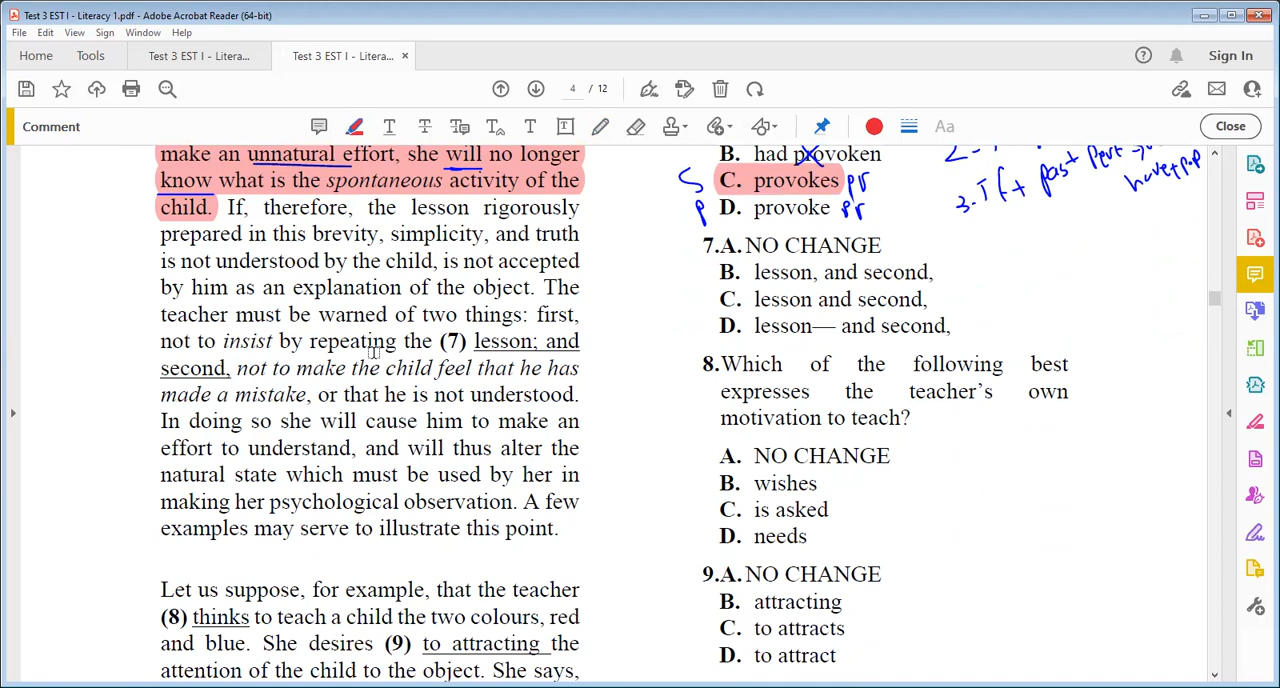 Test 3 EST I - Literacy 1.pdf - Adobe Acrobat Reader (64-bit)
File Edit View Sign Window Help
Home Tools Test 3 EST I - Litera... Test 3 EST I - Litera... × Sign In
4 / 12
Comment Aa Close
make an unnatural effort, she will no longer
know what is the spontaneous activity of the
child. If, therefore, the lesson rigorously
prepared in this brevity, simplicity, and truth
is not understood by the child, is not accepted
by him as an explanation of the object. The
teacher must be warned of two things: first,
not to insist by repeating the (7) lesson; and
second, not to make the child feel that he has
made a mistake, or that he is not understood.
In doing so she will cause him to make an
effort to understand, and will thus alter the
natural state which must be used by her in
making her psychological observation. A few
examples may serve to illustrate this point.
Let us suppose, for example, that the teacher
(8) thinks to teach a child the two colours, red
and blue. She desires (9) to attracting the
attention of the child to the object. She says,
B. had provoken
S C. provokes pr
P D. provoke pr
3. If + past perf
have + p.p
7.A. NO CHANGE
B. lesson, and second,
C. lesson and second,
D. lesson— and second,
8.Which of the following best
expresses the teacher's own
motivation to teach?
A. NO CHANGE
B. wishes
C. is asked
D. needs
9.A. NO CHANGE
B. attracting
C. to attracts
D. to attract